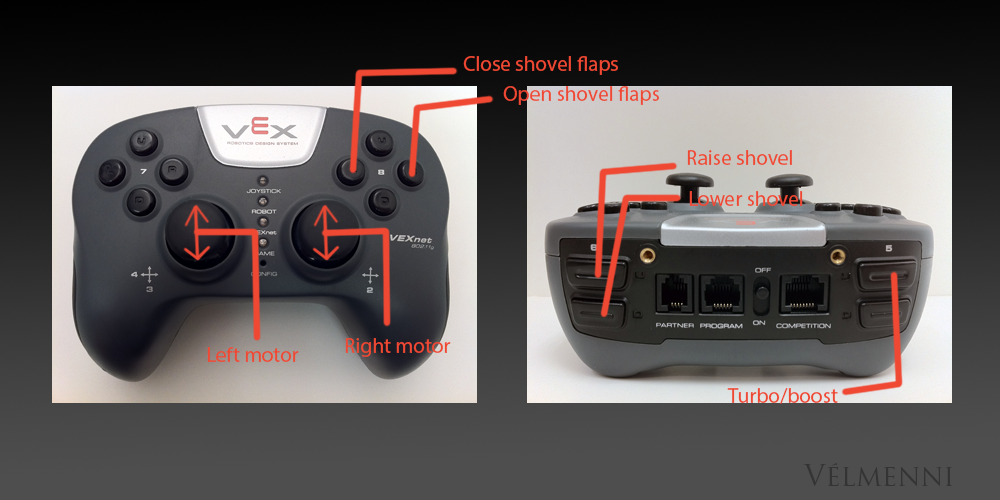 Close shovel flaps
Open shovel flaps
VEX
ROBOTICS DESIGN SYSTEM
7
8
JOYSTICK
ROBOT
VEXnet
GAME
CONFIG
VEXnet
802.11g
4
3
2
Left motor
Right motor
Raise shovel
Lower shovel
6
5
OFF
ON
PARTNER
PROGRAM
COMPETITION
Turbo/boost
VÉLMENNI